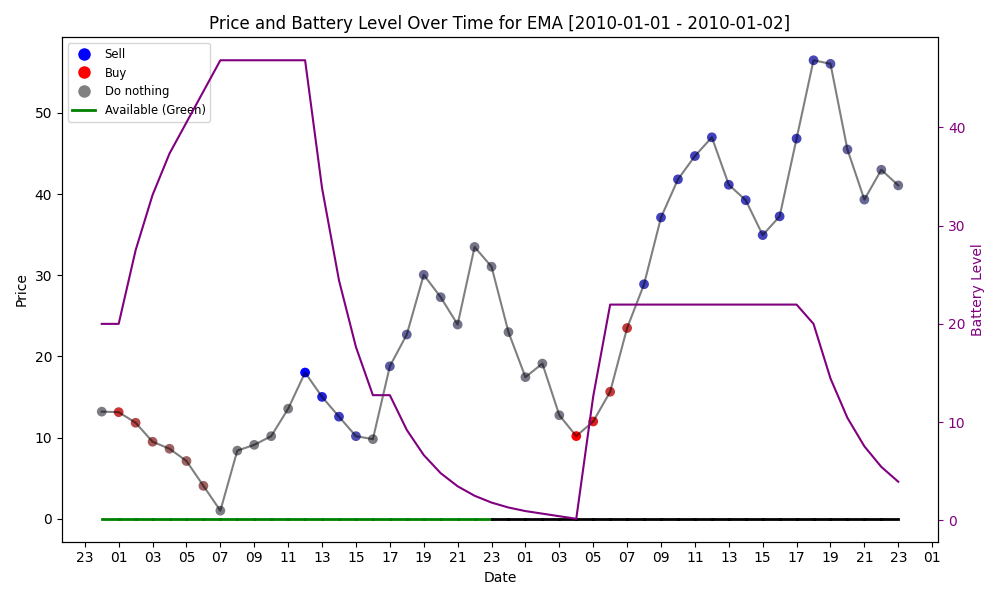 Price and Battery Level Over Time for EMA [2010-01-01 - 2010-01-02]
Sell
Buy
Do nothing
Available (Green)
Price
50
40
30
20
10
0
40
30
20
10
0
Battery Level
23 01 03 05 07 09 11 13 15 17 19 21 23 01 03 05 07 09 11 13 15 17 19 21 23 01
Date